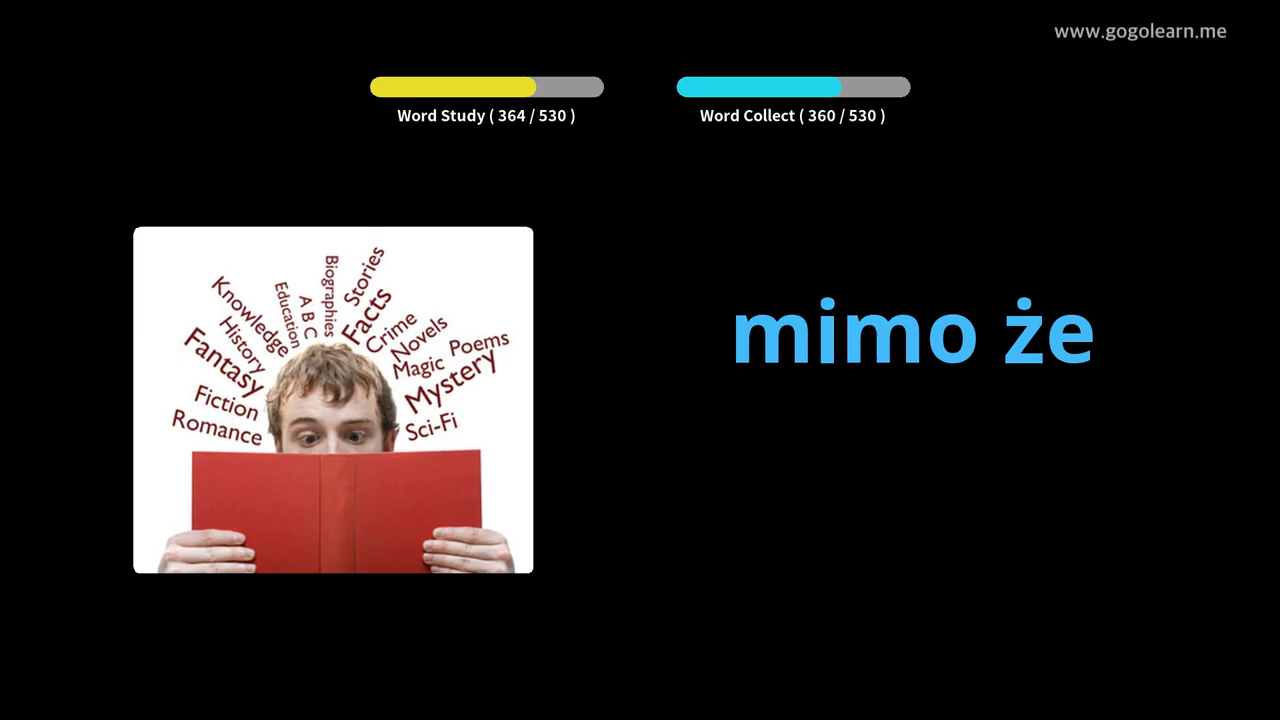 www.gogolearn.me
Word Study ( 364 / 530 )
Word Collect ( 360 / 530 )
mimo że
Biographies
Stories
Education
A B C
Facts
Knowledge
History
Crime
Novels
Fantasy
Magic
Poems
Mystery
Fiction
Romance
Sci-Fi